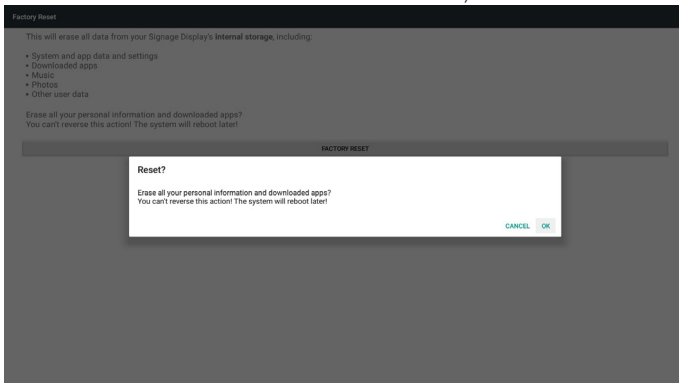 Factory Reset
This will erase all data from your Signage Display's internal storage, including:
• System and app data and settings
• Downloaded apps
• Music
• Photos
• Other user data
Erase all your personal information and downloaded apps?
You can't reverse this action! The system will reboot later!
FACTORY RESET
Reset?
Erase all your personal information and downloaded apps?
You can't reverse this action! The system will reboot later!
CANCEL OK